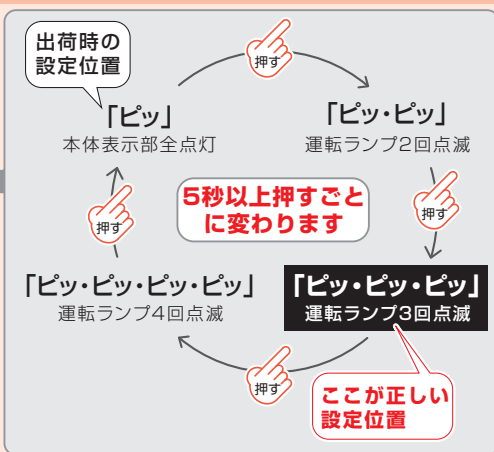 出荷時の
設定位置
押す
「ピッ」
本体表示部全点灯
「ピッ・ピッ」
運転ランプ2回点滅
押す
5秒以上押すごと
に変わります
押す
「ピッ・ピッ・ピッ・ピッ」
運転ランプ4回点滅
「ピッ・ピッ・ピッ」
運転ランプ3回点滅
押す
ここが正しい
設定位置